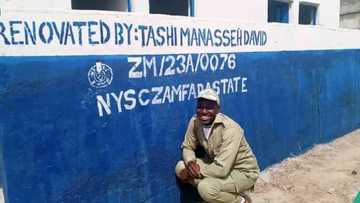 RENOVATED BY: TASHI MANASSEH DAVID
ZM/23A/0076
NYSC ZAMFARA STATE